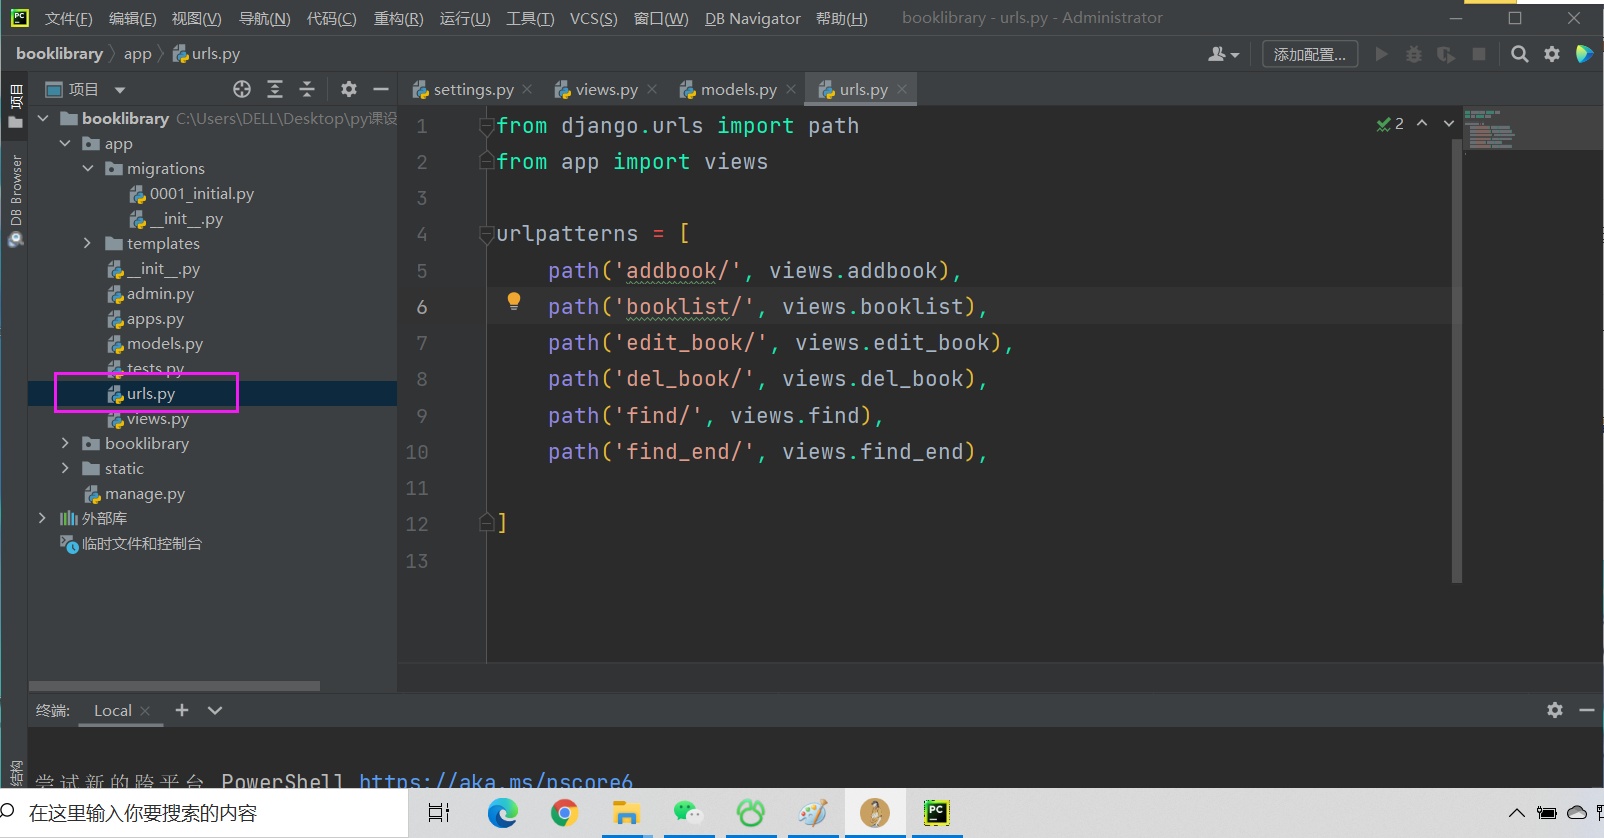 文件(F) 编辑(E) 视图(V) 导航(N) 代码(C) 重构(R) 运行(U) 工具(T) VCS(S) 窗口(W) DB Navigator 帮助(H) booklibrary - urls.py - Administrator
booklibrary app urls.py 添加配置...
项目 settings.py views.py models.py urls.py
项目
DB Browser
结构
booklibrary C:\Users\DELL\Desktop\py课设
app
migrations
0001_initial.py
__init__.py
templates
__init__.py
admin.py
apps.py
models.py
tests.py
urls.py
views.py
booklibrary
static
manage.py
外部库
临时文件和控制台
2
1 from django.urls import path
2 from app import views
3
4 urlpatterns = [
5 path('addbook/', views.addbook),
6 path('booklist/', views.booklist),
7 path('edit_book/', views.edit_book),
8 path('del_book/', views.del_book),
9 path('find/', views.find),
10 path('find_end/', views.find_end),
11
12 ]
13
终端: Local
尝试新的跨平台 PowerShell https://aka.ms/pscore6
在这里输入你要搜索的内容